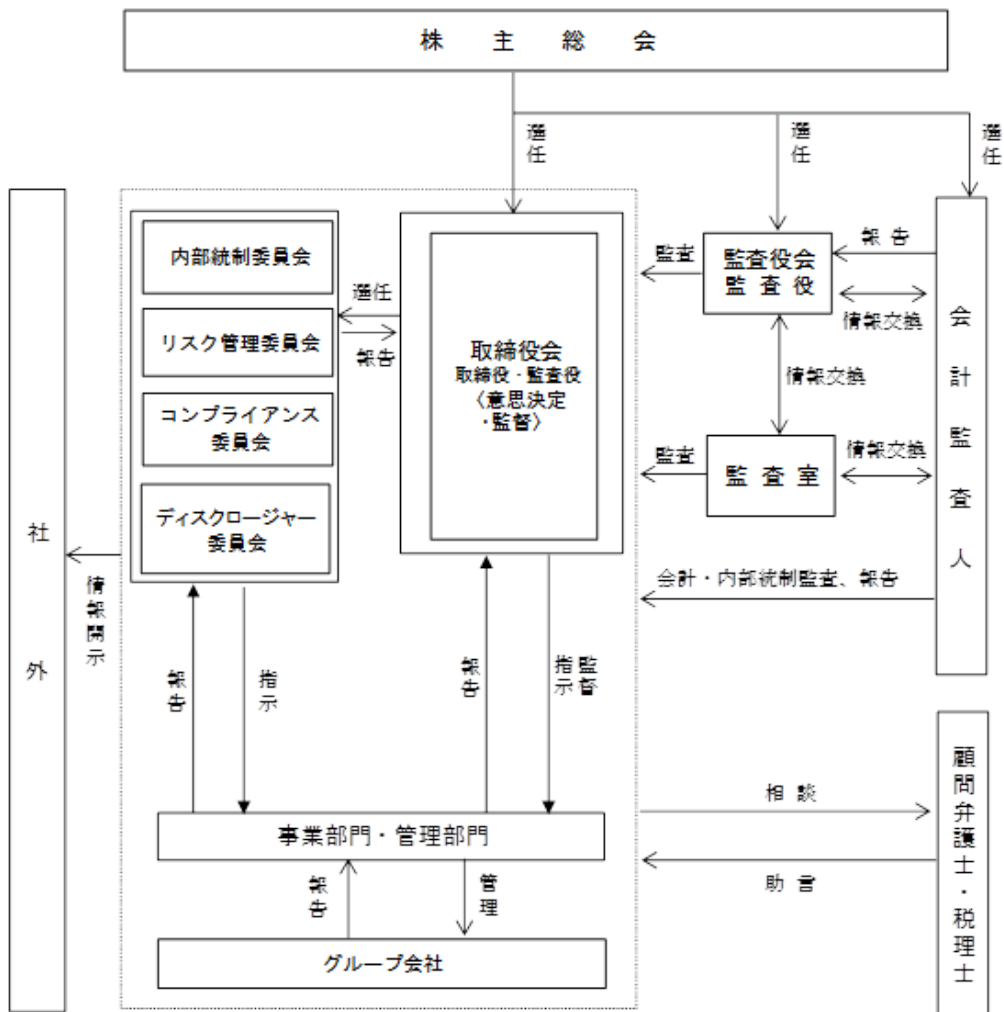 株主総会
選任
選任
選任
内部統制委員会
リスク管理委員会
コンプライアンス
委員会
ディスクロージャー
委員会
選任
報告
取締役会
取締役・監査役
〈意思決定
・監督〉
監査
監査役会
監査役
報告
情報交換
情報交換
監査
監査室
情報交換
会計・内部統制監査、報告
会計監査人
社外
情報開示
報告
指示
報告
指示
監督
事業部門・管理部門
報告
管理
グループ会社
相談
助言
顧問弁護士・税理士